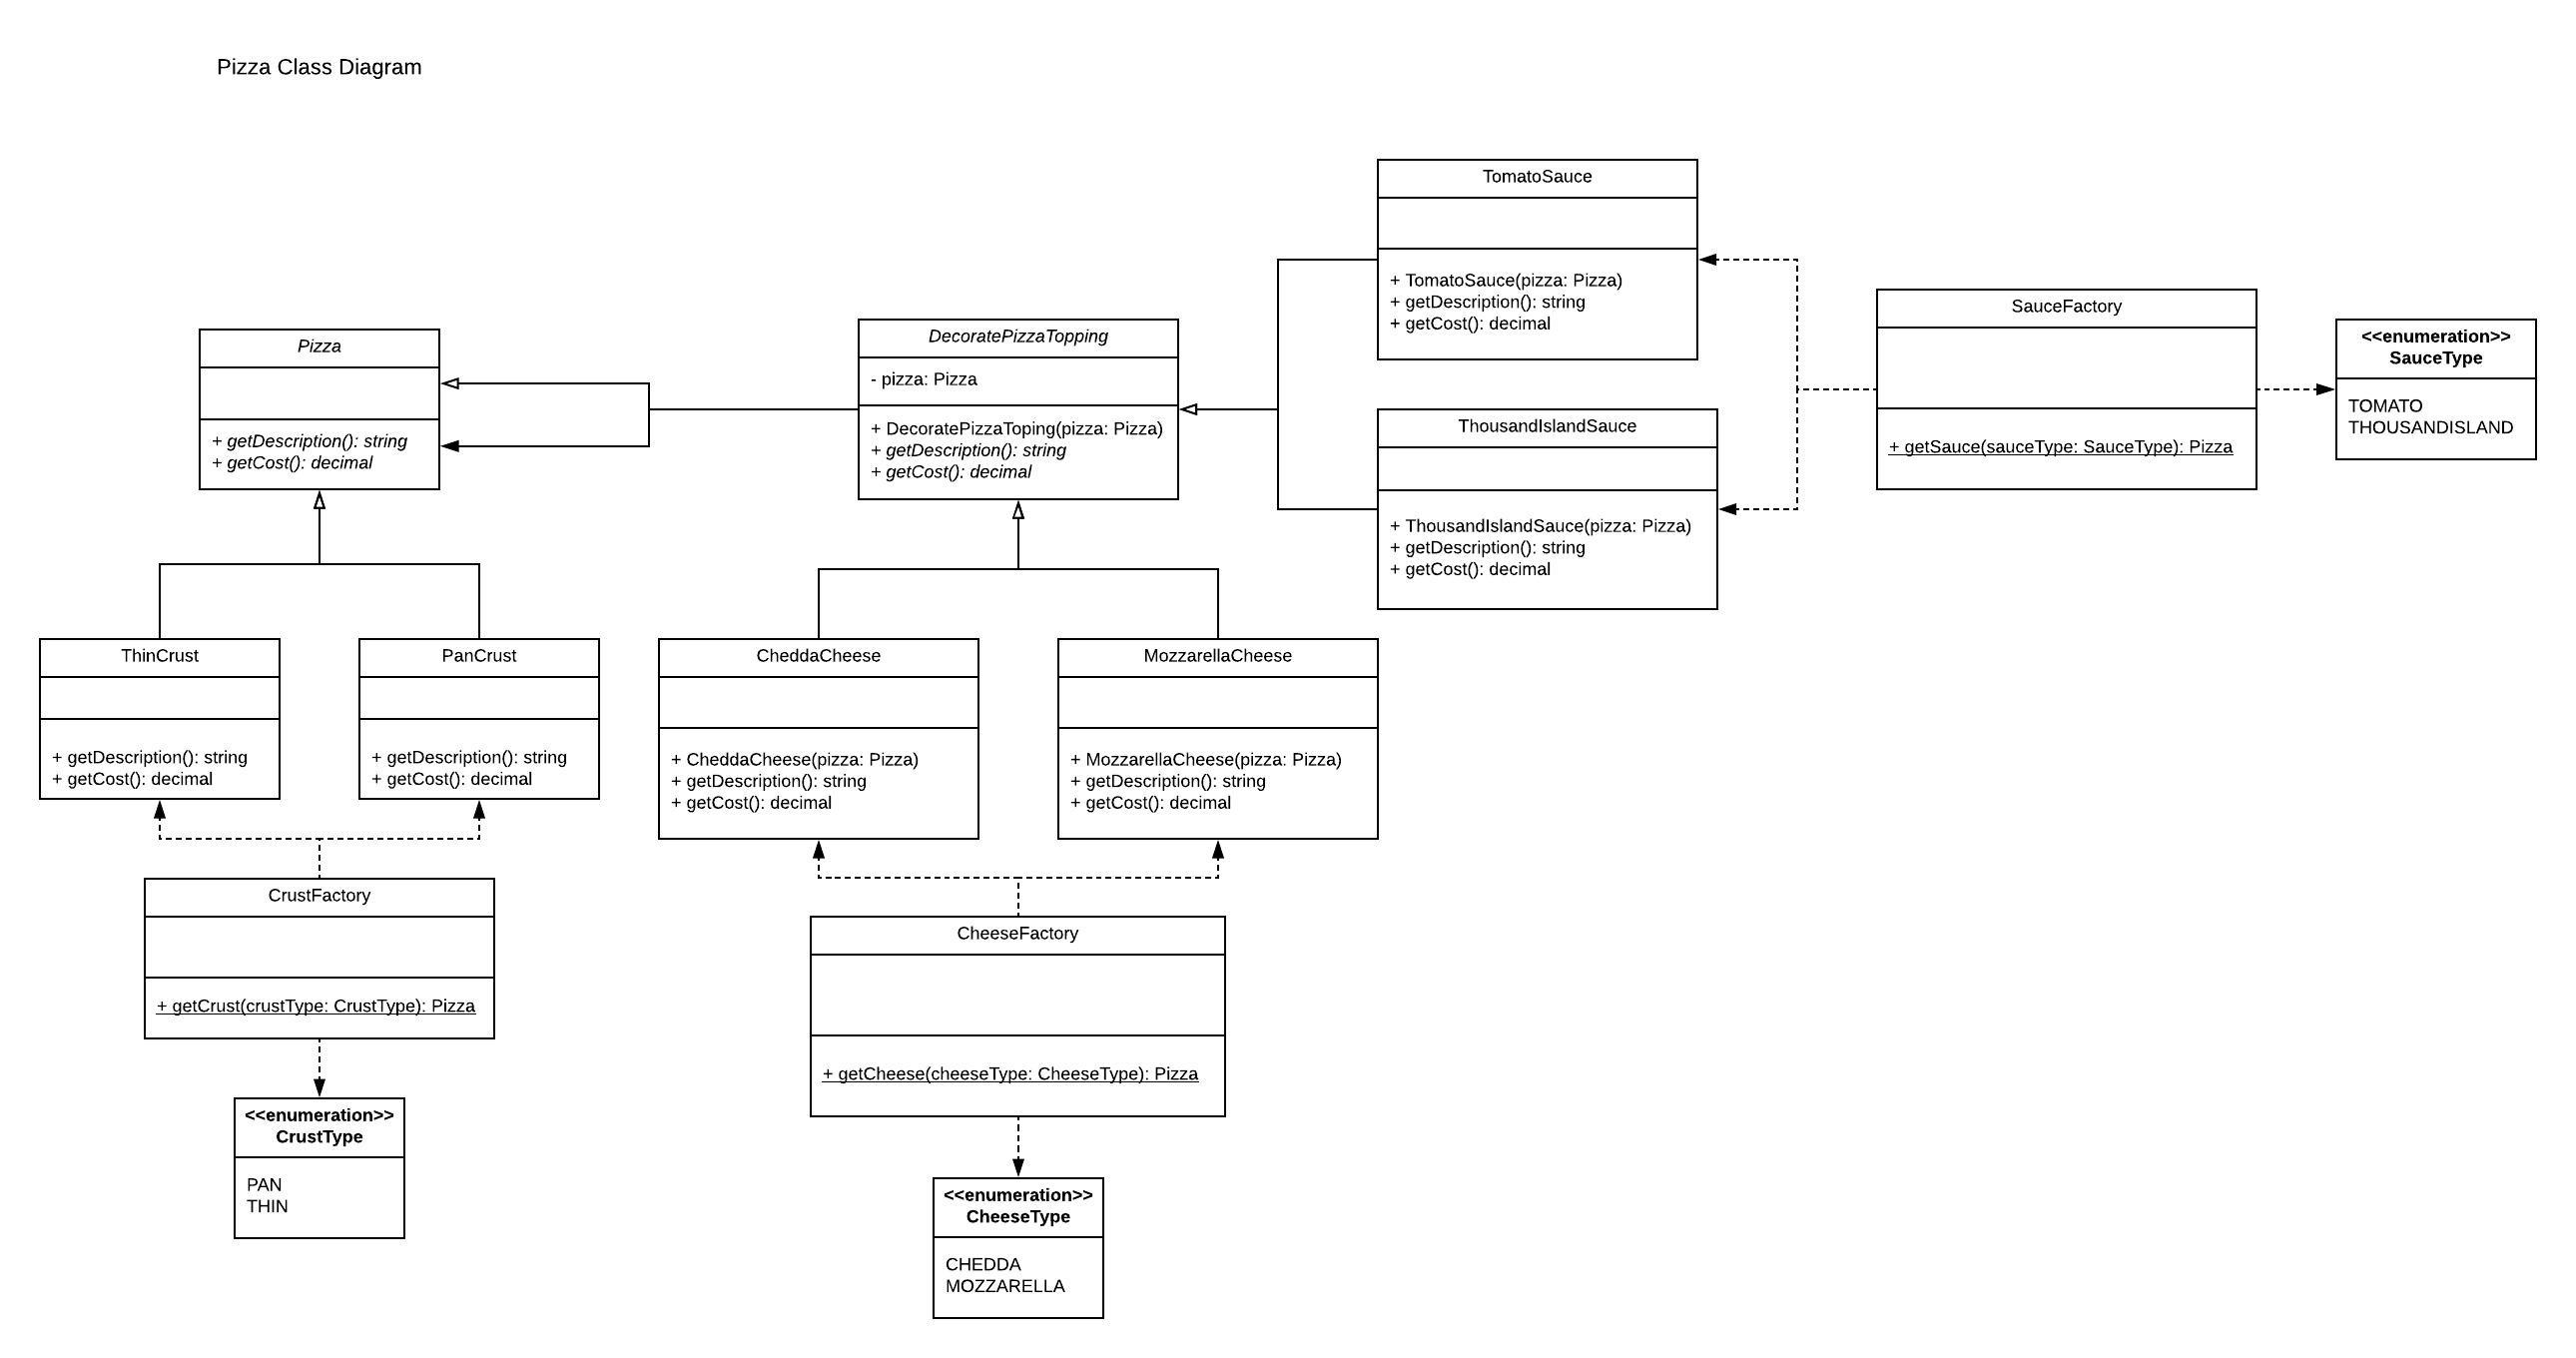 Pizza Class Diagram
TomatoSauce
+ TomatoSauce(pizza: Pizza)
+ getDescription(): string
+ getCost(): decimal
SauceFactory
+ getSauce(sauceType: SauceType): Pizza
<<enumeration>>
SauceType
TOMATO
THOUSANDISLAND
Pizza
+ getDescription(): string
+ getCost(): decimal
DecoratePizzaTopping
- pizza: Pizza
+ DecoratePizzaToping(pizza: Pizza)
+ getDescription(): string
+ getCost(): decimal
ThousandIslandSauce
+ ThousandIslandSauce(pizza: Pizza)
+ getDescription(): string
+ getCost(): decimal
ThinCrust
+ getDescription(): string
+ getCost(): decimal
PanCrust
+ getDescription(): string
+ getCost(): decimal
CheddaCheese
+ CheddaCheese(pizza: Pizza)
+ getDescription(): string
+ getCost(): decimal
MozzarellaCheese
+ MozzarellaCheese(pizza: Pizza)
+ getDescription(): string
+ getCost(): decimal
CrustFactory
+ getCrust(crustType: CrustType): Pizza
CheeseFactory
+ getCheese(cheeseType: CheeseType): Pizza
<<enumeration>>
CrustType
PAN
THIN
<<enumeration>>
CheeseType
CHEDDA
MOZZARELLA